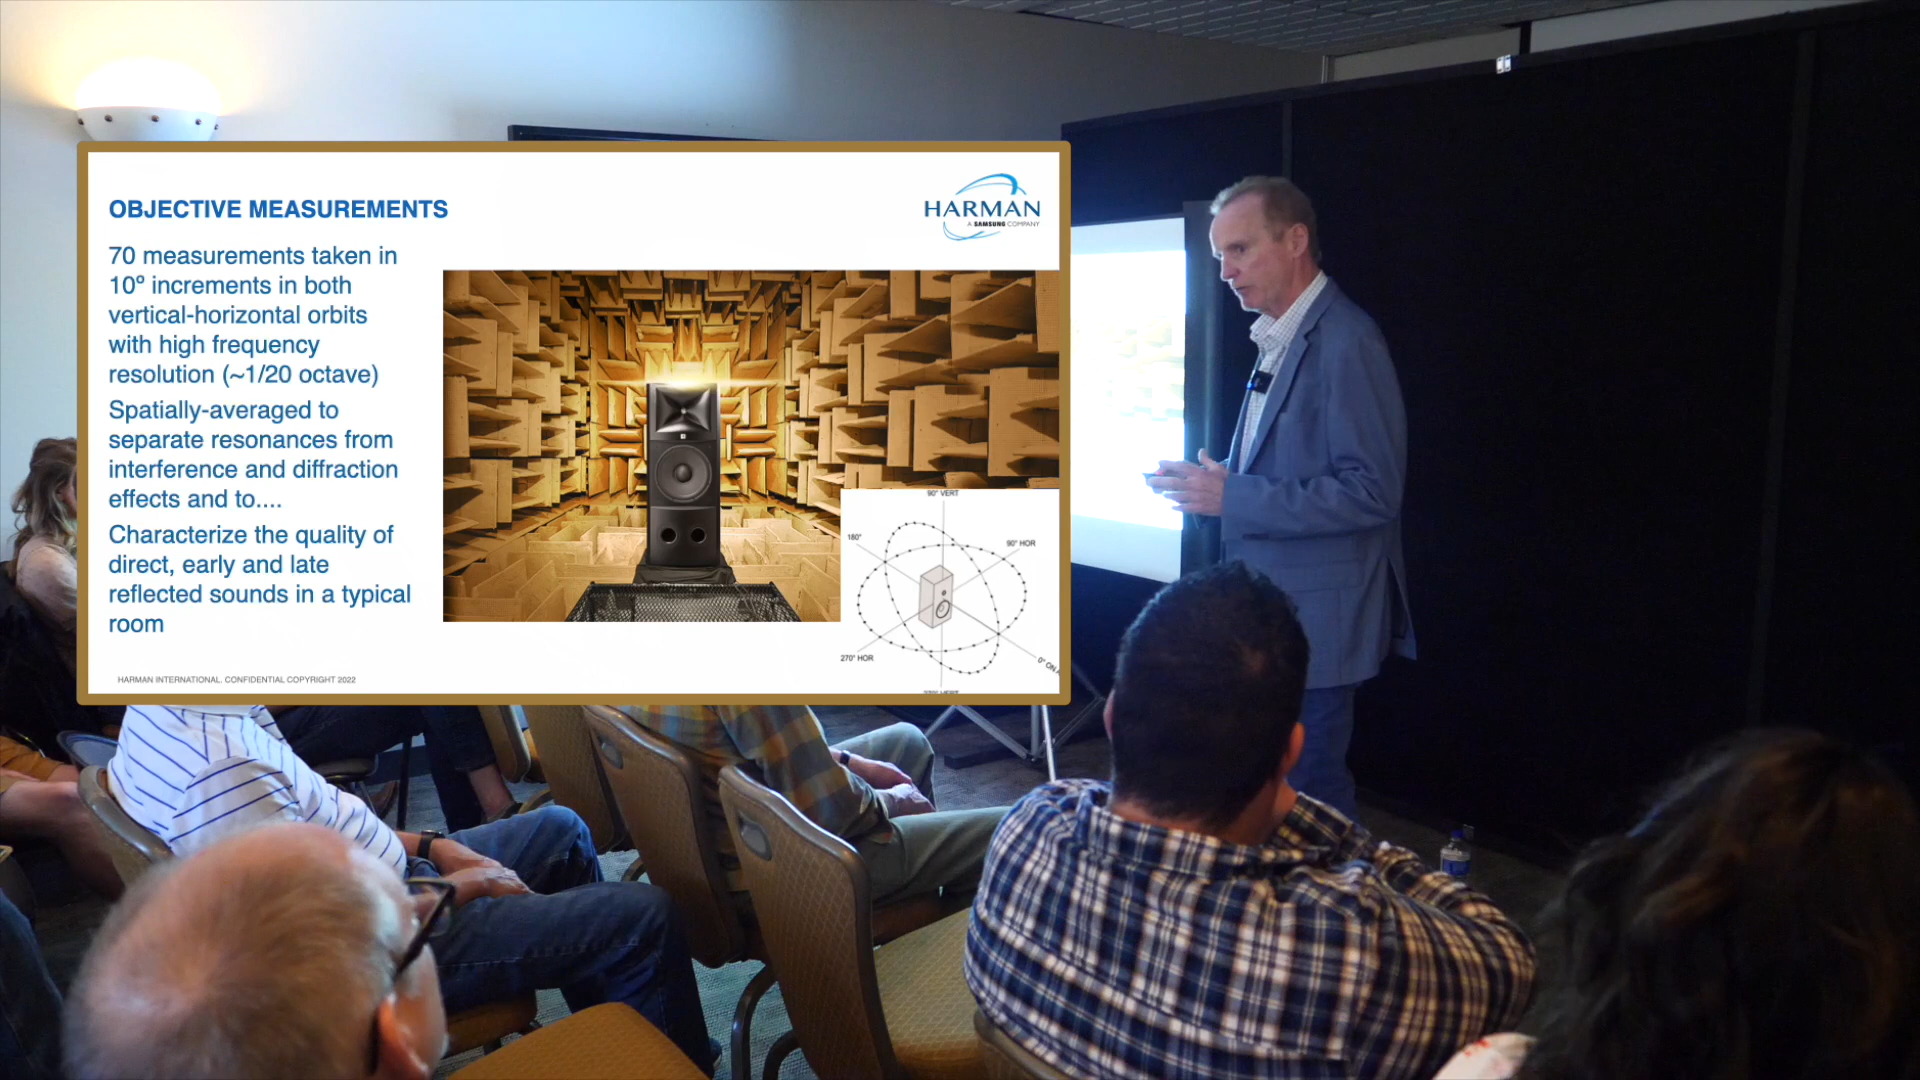 OBJECTIVE MEASUREMENTS
HARMAN
A SAMSUNG COMPANY
70 measurements taken in
10º increments in both
vertical-horizontal orbits
with high frequency
resolution (~1/20 octave)
Spatially-averaged to
separate resonances from
interference and diffraction
effects and to....
Characterize the quality of
direct, early and late
reflected sounds in a typical
room
90° VERT
180°
90° HOR
270° HOR
0° ON
HARMAN INTERNATIONAL. CONFIDENTIAL COPYRIGHT 2022